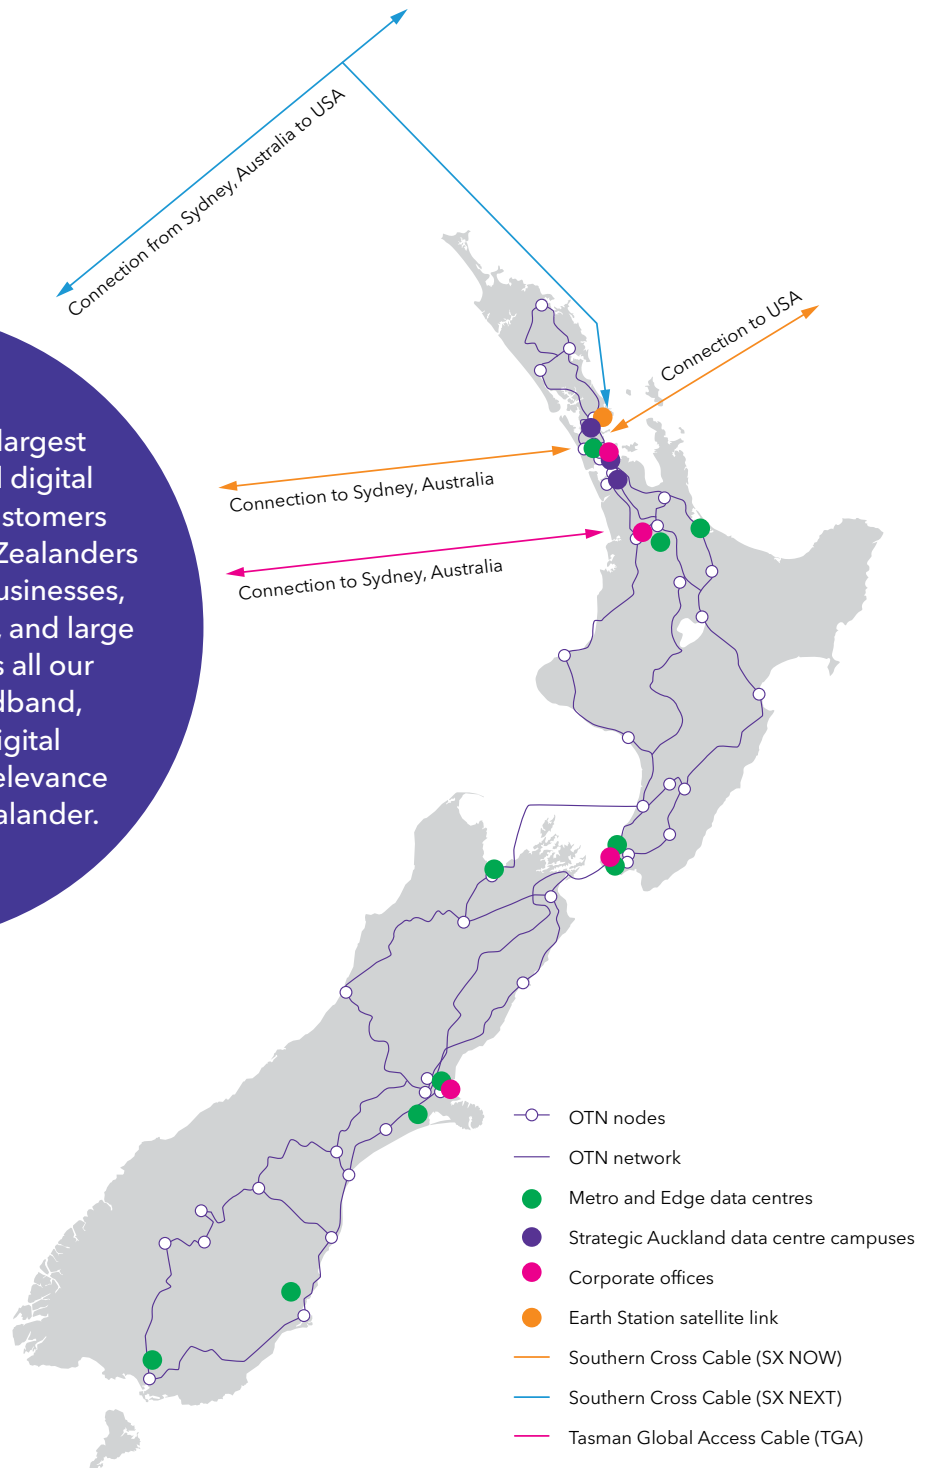 Connection from Sydney, Australia to USA
Connection to USA
Connection to Sydney, Australia
Connection to Sydney, Australia
largest
digital
stomers
Zealanders
usinesses,
, and large
s all our
dband,
igital
elevance
alander.
OTN nodes
OTN network
Metro and Edge data centres
Strategic Auckland data centre campuses
Corporate offices
Earth Station satellite link
Southern Cross Cable (SX NOW)
Southern Cross Cable (SX NEXT)
Tasman Global Access Cable (TGA)